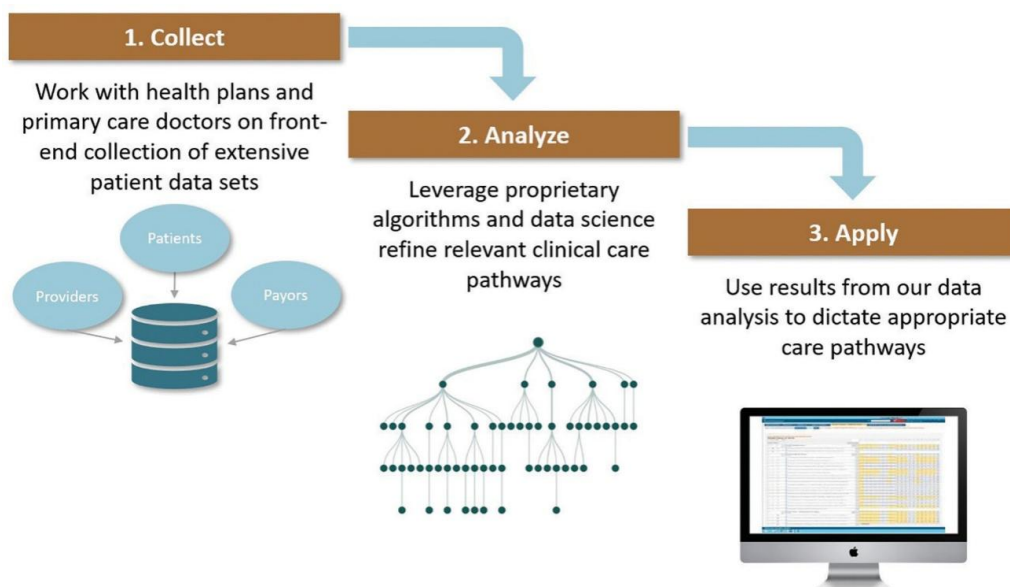 1. Collect
Work with health plans and
primary care doctors on front-
end collection of extensive
patient data sets
Patients
Providers
Payors
2. Analyze
Leverage proprietary
algorithms and data science
refine relevant clinical care
pathways
3. Apply
Use results from our data
analysis to dictate appropriate
care pathways